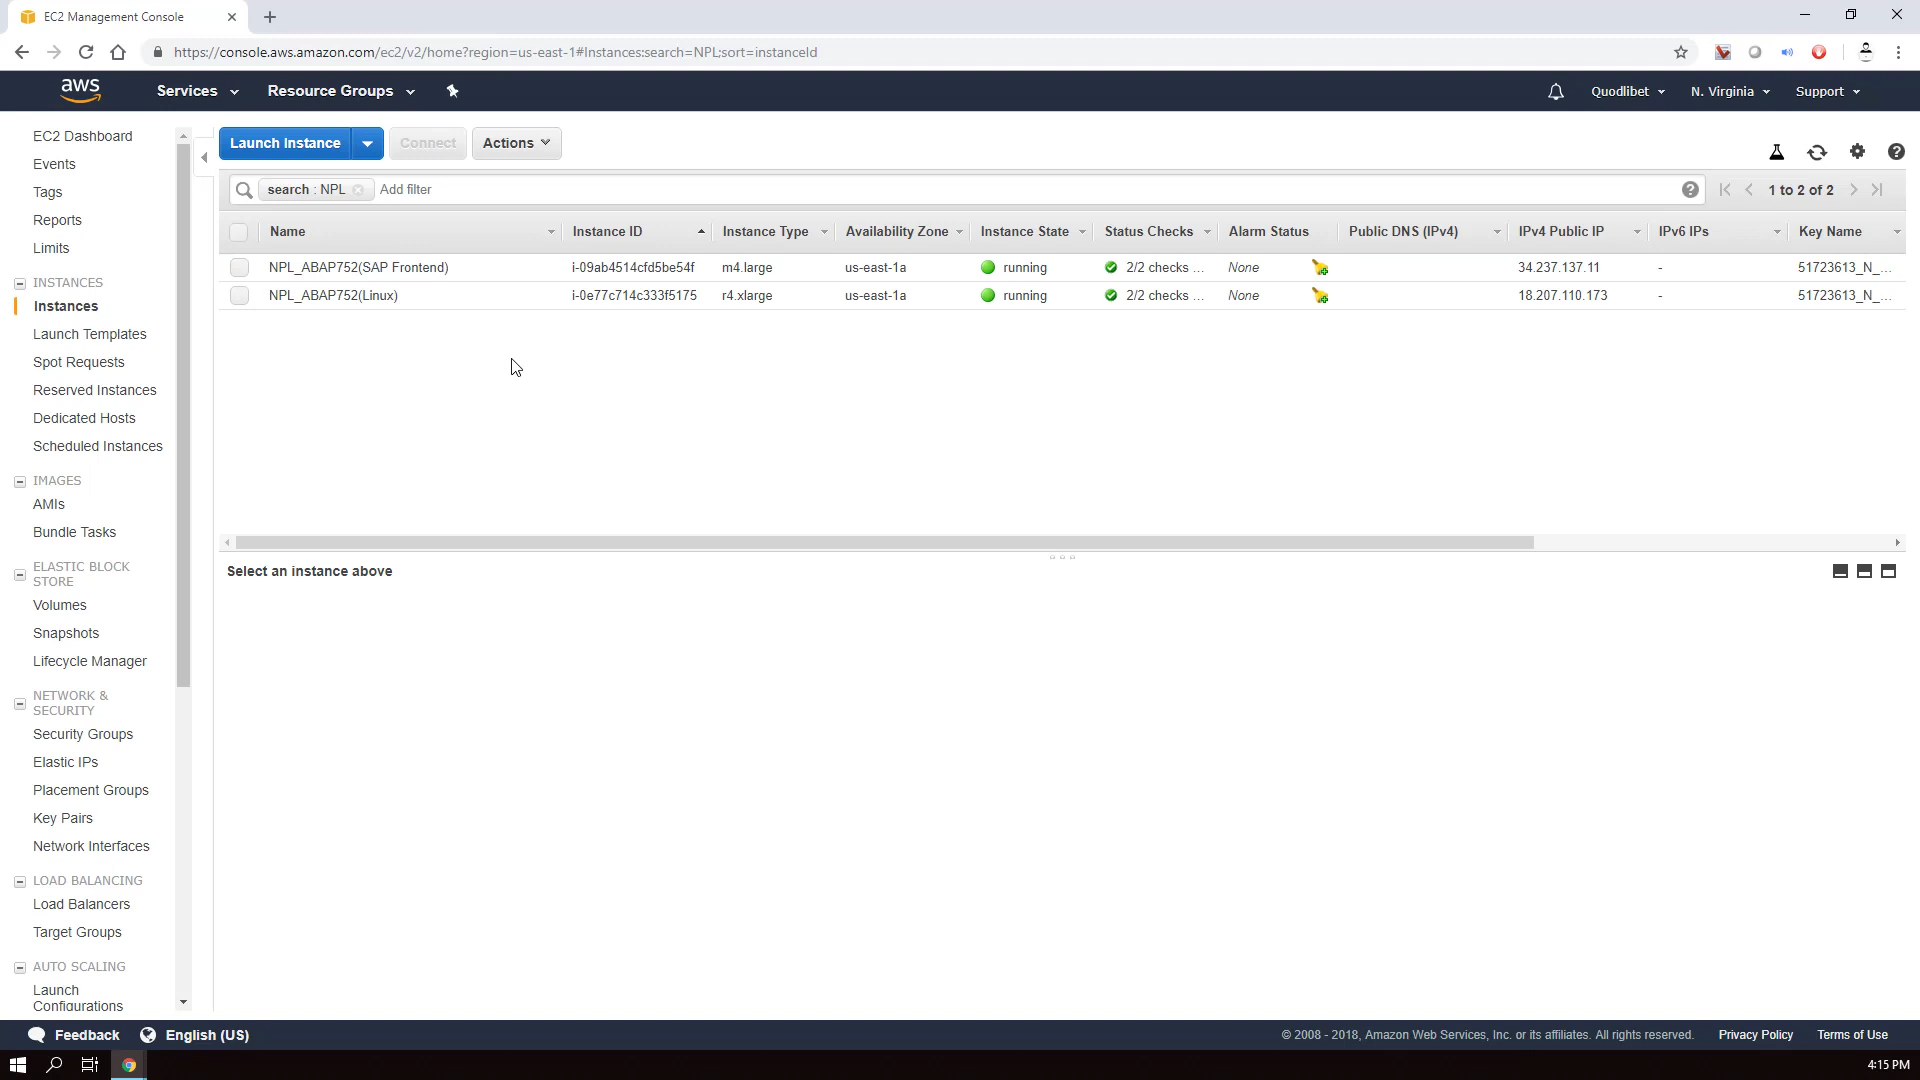 EC2 Management Console
https://console.aws.amazon.com/ec2/v2/home?region=us-east-1#Instances:search=NPL;sort=instanceId
aws Services Resource Groups Quodlibet N. Virginia Support
EC2 Dashboard
Events
Tags
Reports
Limits
INSTANCES
Instances
Launch Templates
Spot Requests
Reserved Instances
Dedicated Hosts
Scheduled Instances
IMAGES
AMIs
Bundle Tasks
ELASTIC BLOCK
STORE
Volumes
Snapshots
Lifecycle Manager
NETWORK &
SECURITY
Security Groups
Elastic IPs
Placement Groups
Key Pairs
Network Interfaces
LOAD BALANCING
Load Balancers
Target Groups
AUTO SCALING
Launch
Configurations
Launch Instance Connect Actions
search : NPL Add filter 1 to 2 of 2
Name Instance ID Instance Type Availability Zone Instance State Status Checks Alarm Status Public DNS (IPv4) IPv4 Public IP IPv6 IPs Key Name
NPL_ABAP752(SAP Frontend) i-09ab4514cfd5be54f m4.large us-east-1a running 2/2 checks ... None 34.237.137.11 - 51723613_N_...
NPL_ABAP752(Linux) i-0e77c714c333f5175 r4.xlarge us-east-1a running 2/2 checks ... None 18.207.110.173 - 51723613_N_...
Select an instance above
Feedback English (US) © 2008 - 2018, Amazon Web Services, Inc. or its affiliates. All rights reserved. Privacy Policy Terms of Use
4:15 PM